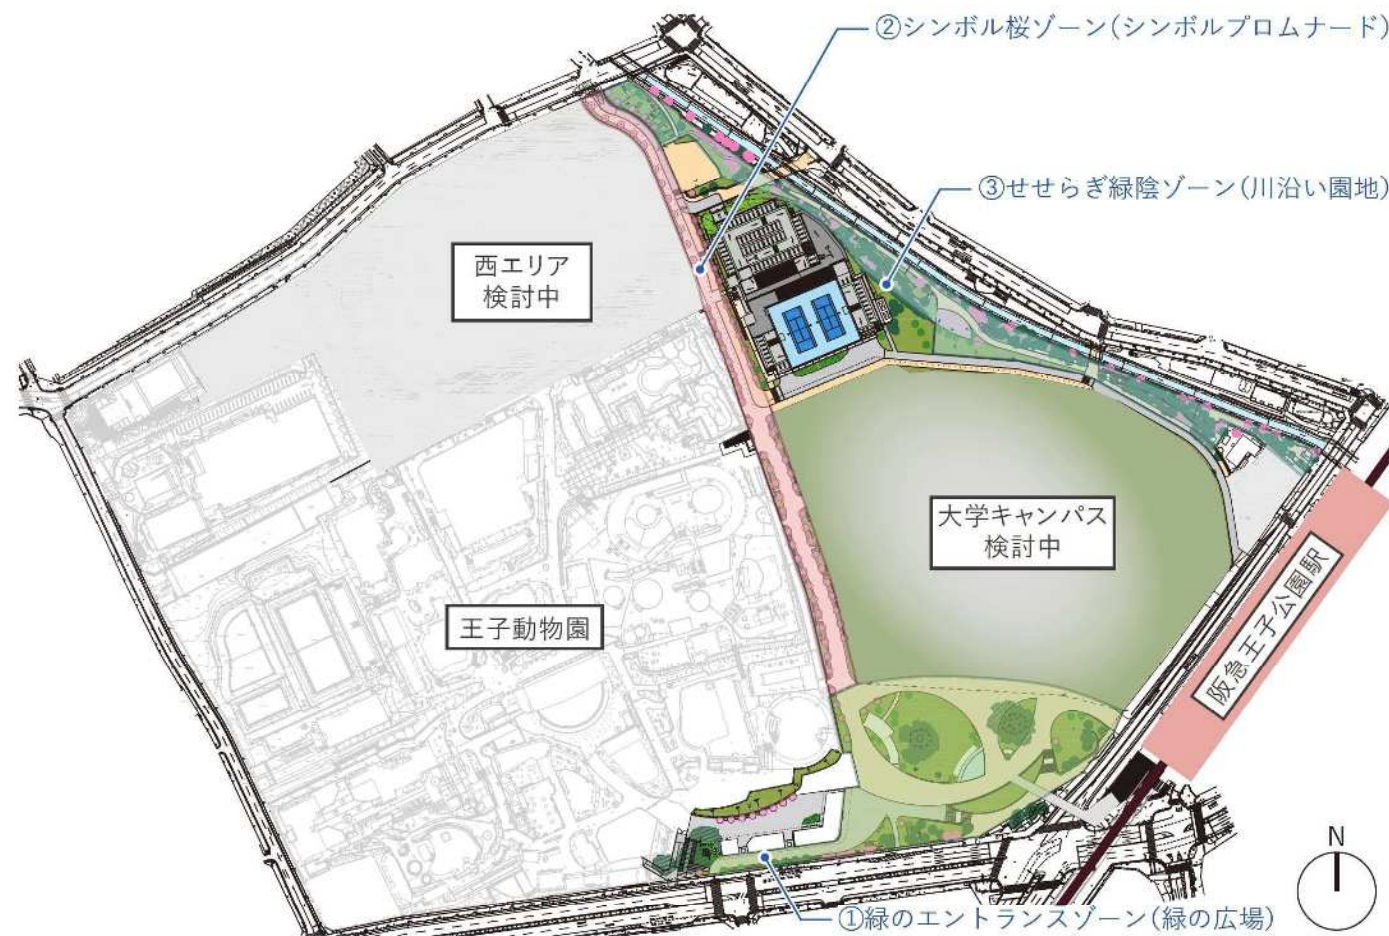 ②シンボル桜ゾーン(シンボルプロムナード)
③せせらぎ緑陰ゾーン(川沿い園地)
西エリア
検討中
大学キャンパス
検討中
王子動物園
阪急王子公園駅
N
①緑のエントランスゾーン(緑の広場)